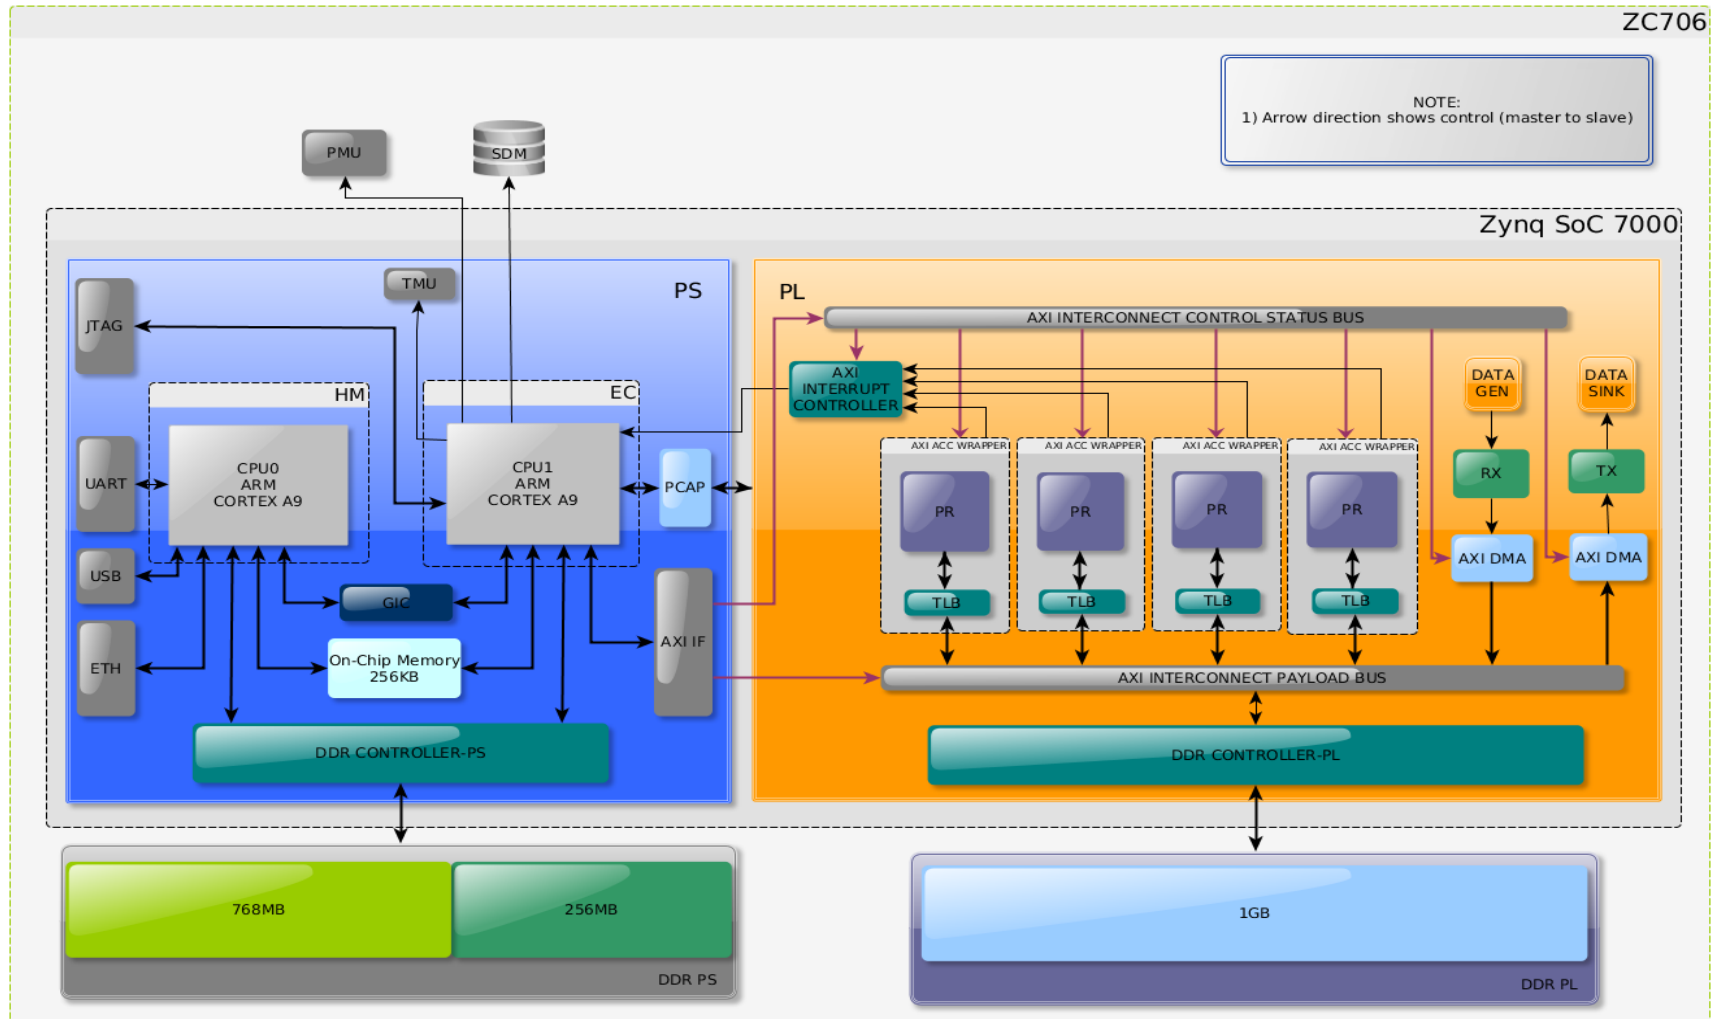 ZC706
NOTE:
1) Arrow direction shows control (master to slave)
PMU
SDM
Zynq SoC 7000
PS
JTAG
TMU
HM
EC
CPU0
ARM
CORTEX A9
CPU1
ARM
CORTEX A9
UART
PCAP
USB
GIC
ETH
On-Chip Memory
256KB
AXI IF
DDR CONTROLLER-PS
PL
AXI INTERCONNECT CONTROL STATUS BUS
AXI
INTERRUPT
CONTROLLER
DATA
GEN
DATA
SINK
AXI ACC WRAPPER
AXI ACC WRAPPER
AXI ACC WRAPPER
AXI ACC WRAPPER
RX
TX
PR
PR
PR
PR
AXI DMA
AXI DMA
TLB
TLB
TLB
TLB
AXI INTERCONNECT PAYLOAD BUS
DDR CONTROLLER-PL
768MB
256MB
DDR PS
1GB
DDR PL